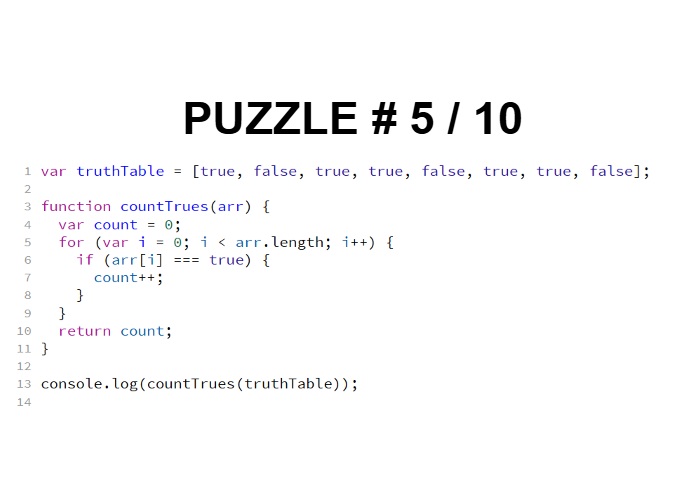 PUZZLE # 5 / 10
1 var truthTable = [true, false, true, true, false, true, true, false];
2
3 function countTrues(arr) {
4   var count = 0;
5   for (var i = 0; i < arr.length; i++) {
6     if (arr[i] === true) {
7       count++;
8     }
9   }
10   return count;
11 }
12
13 console.log(countTrues(truthTable));
14